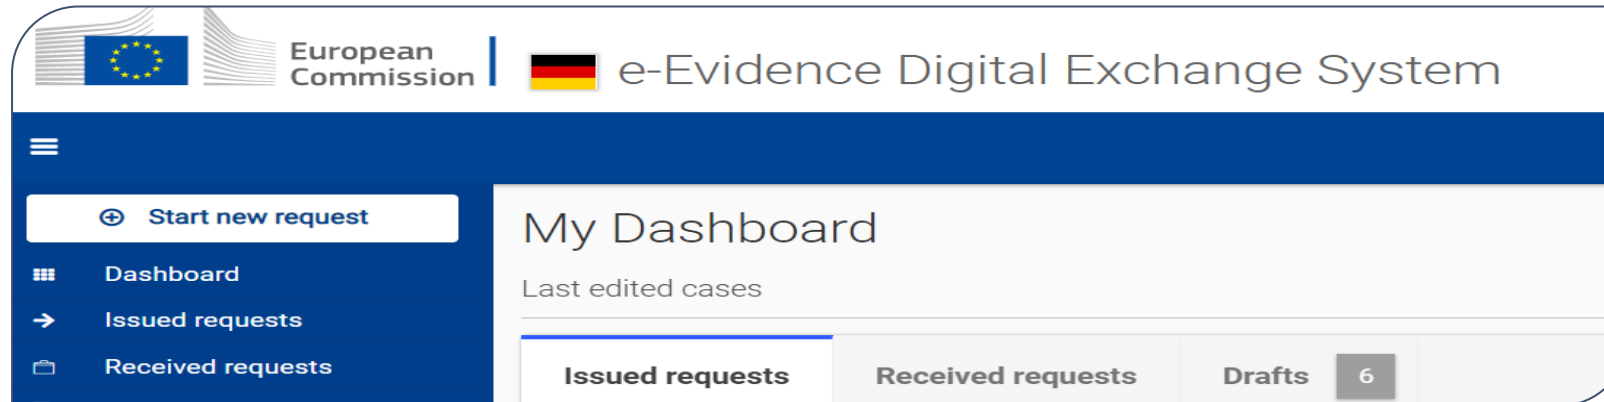 European
Commission
e-Evidence Digital Exchange System
Start new request
Dashboard
Issued requests
Received requests
My Dashboard
Last edited cases
Issued requests Received requests Drafts 6